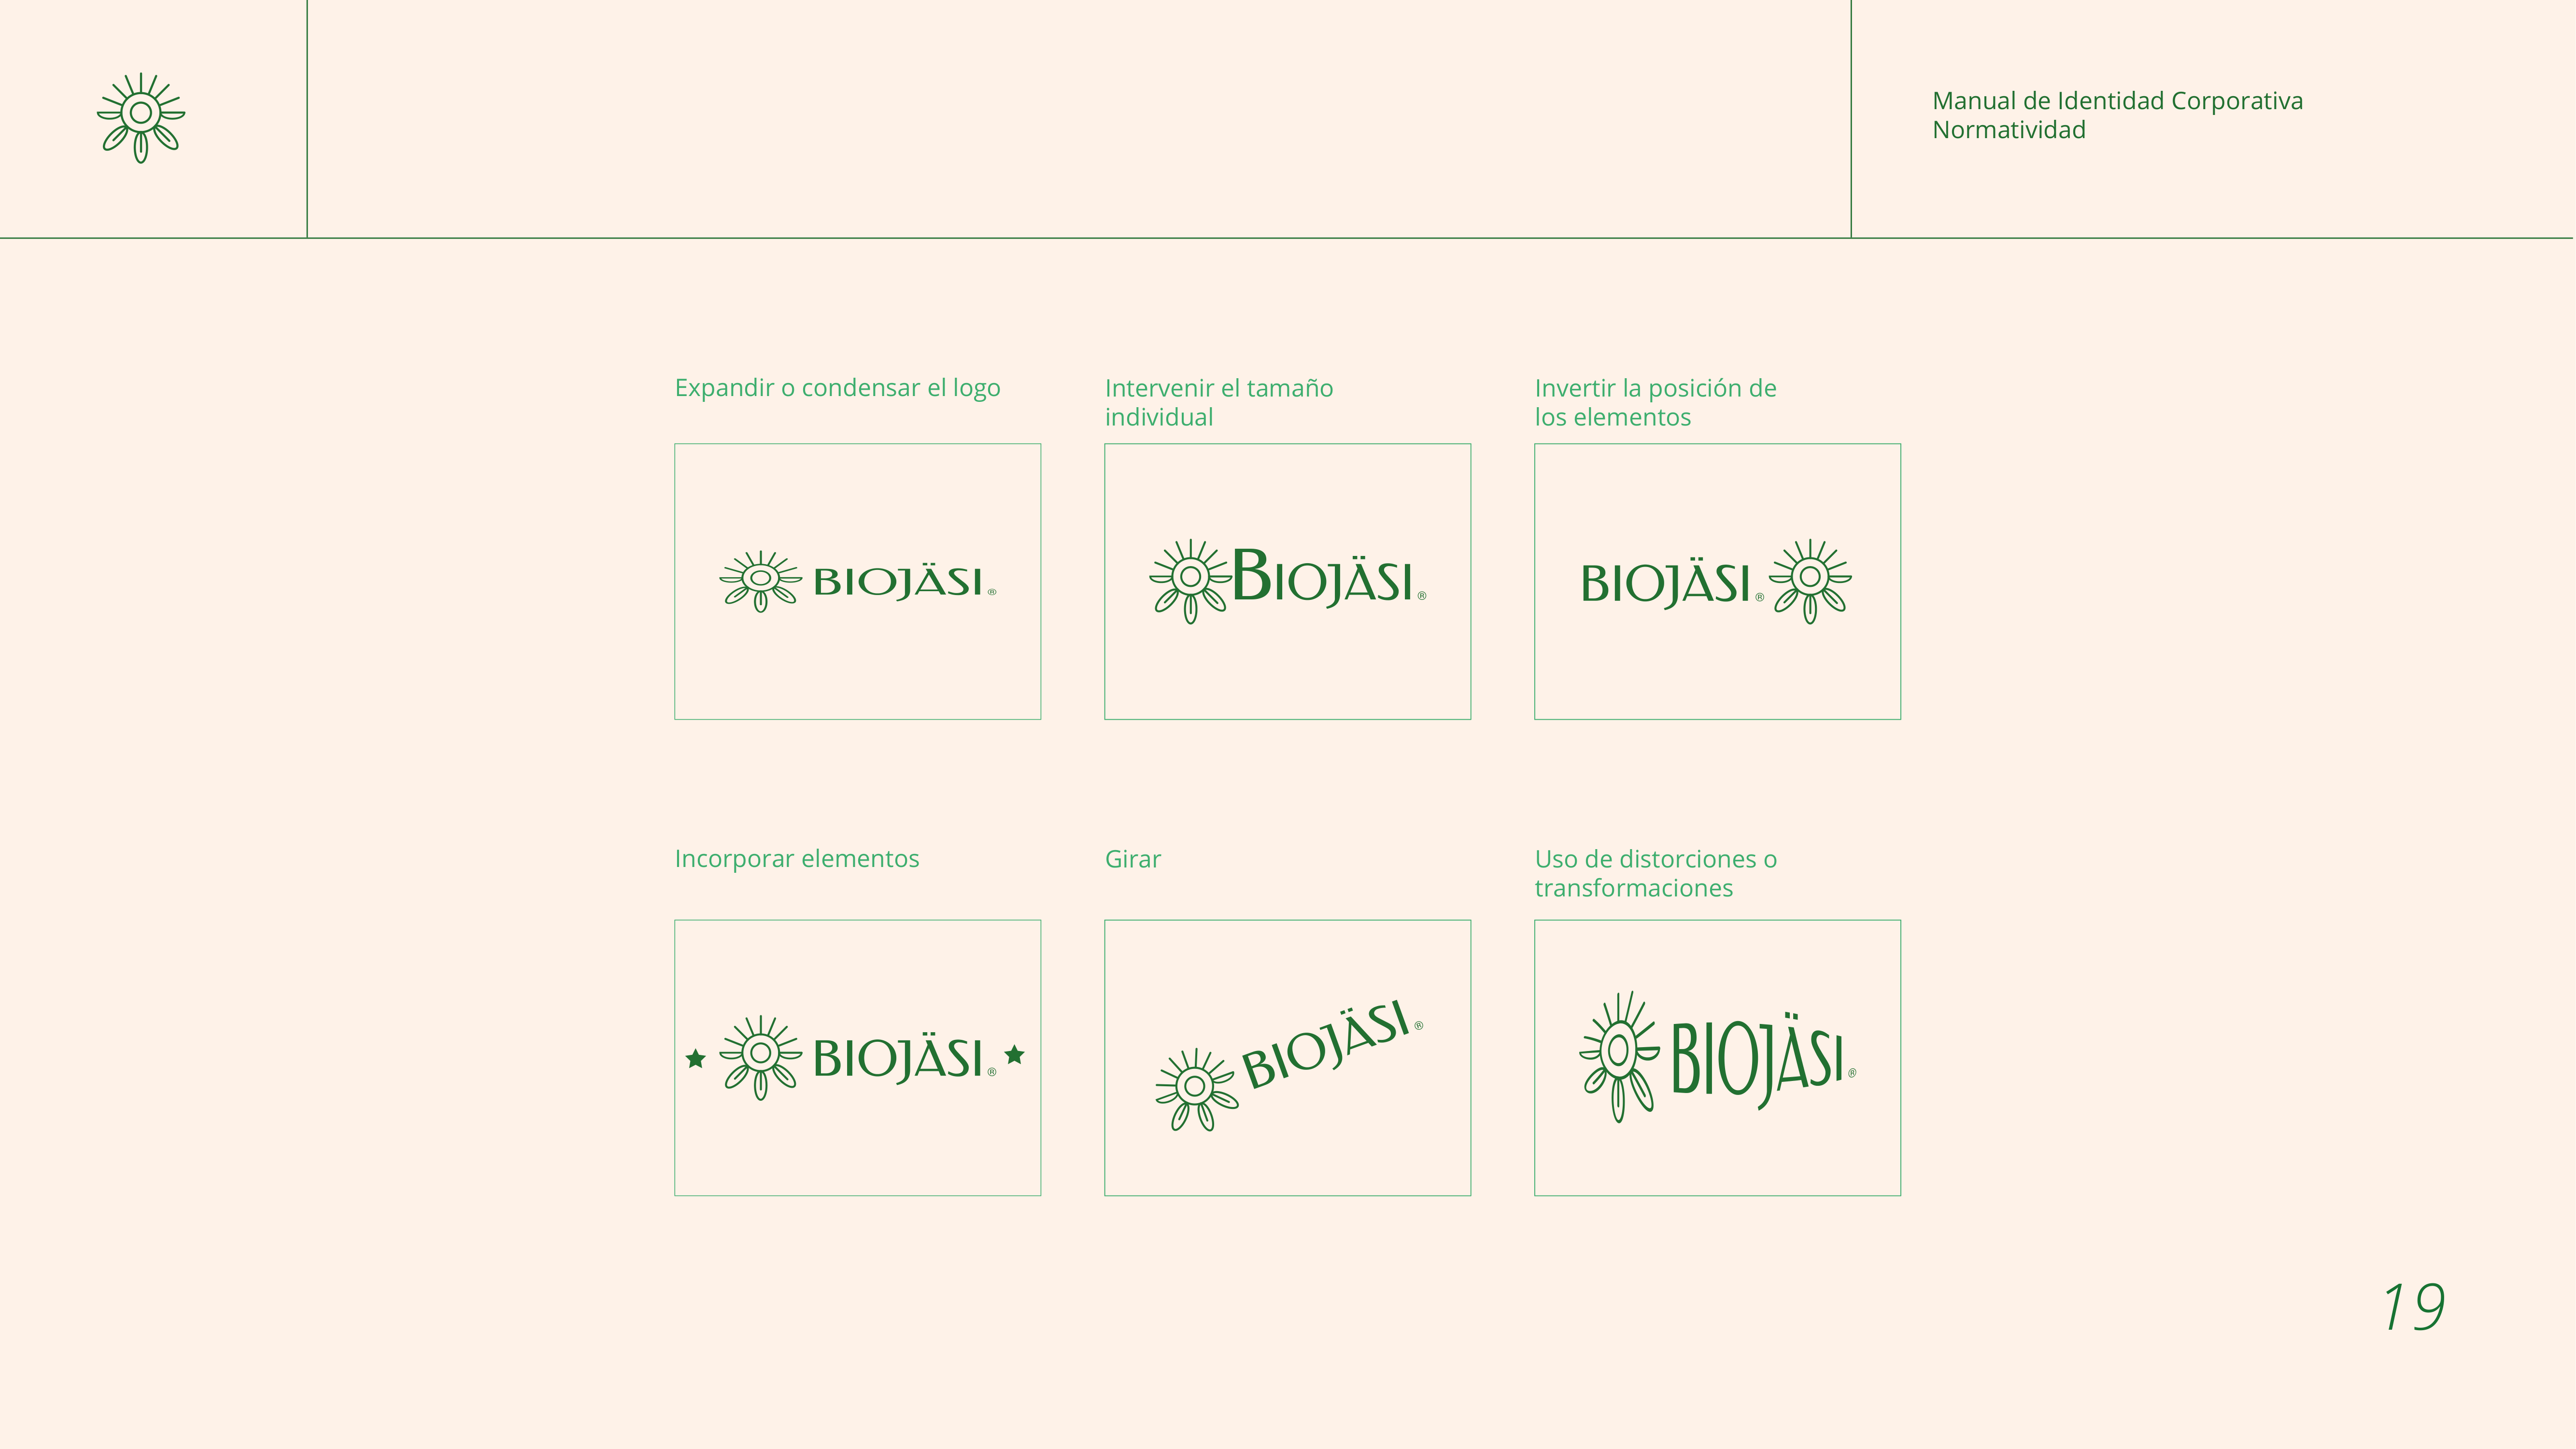 Manual de Identidad Corporativa
Normatividad
Expandir o condensar el logo
Intervenir el tamaño
individual
Invertir la posición de
los elementos
BIOJÄSI®
BIOJÄSI®
BIOJÄSI®
Incorporar elementos
Girar
Uso de distorciones o
transformaciones
BIOJÄSI®
BIOJÄSI®
BIOJÄSI®
19